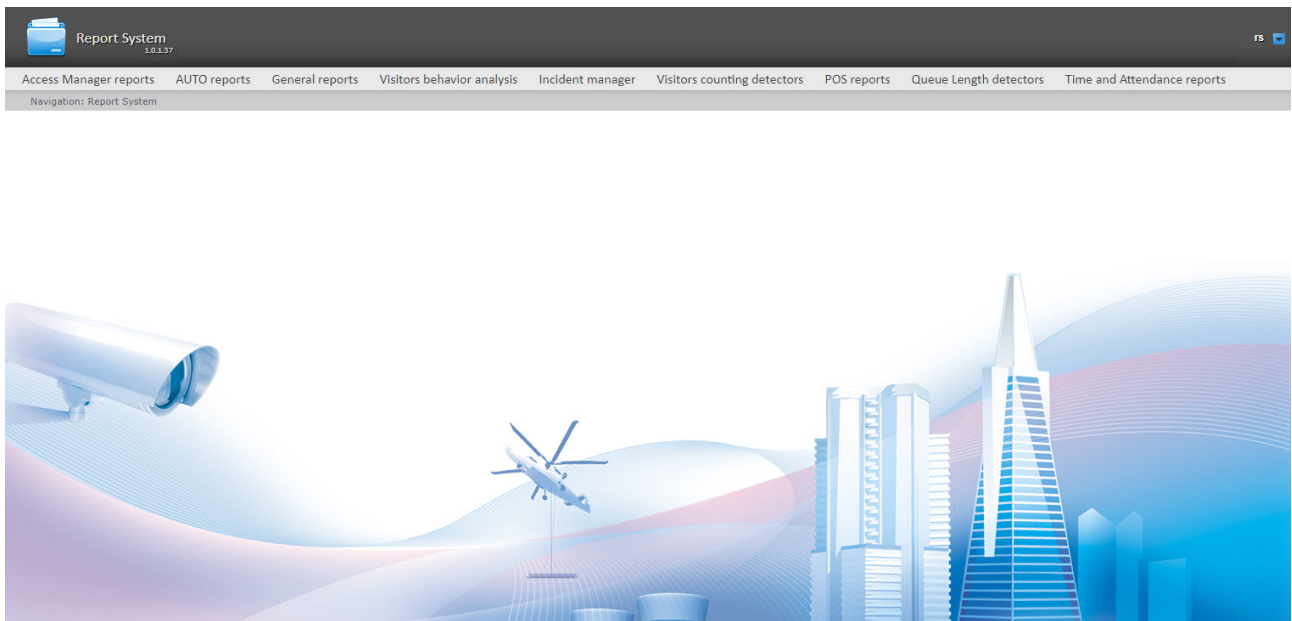 Report System
1.0.1.37
rs
Access Manager reports AUTO reports General reports Visitors behavior analysis Incident manager Visitors counting detectors POS reports Queue Length detectors Time and Attendance reports
Navigation: Report System